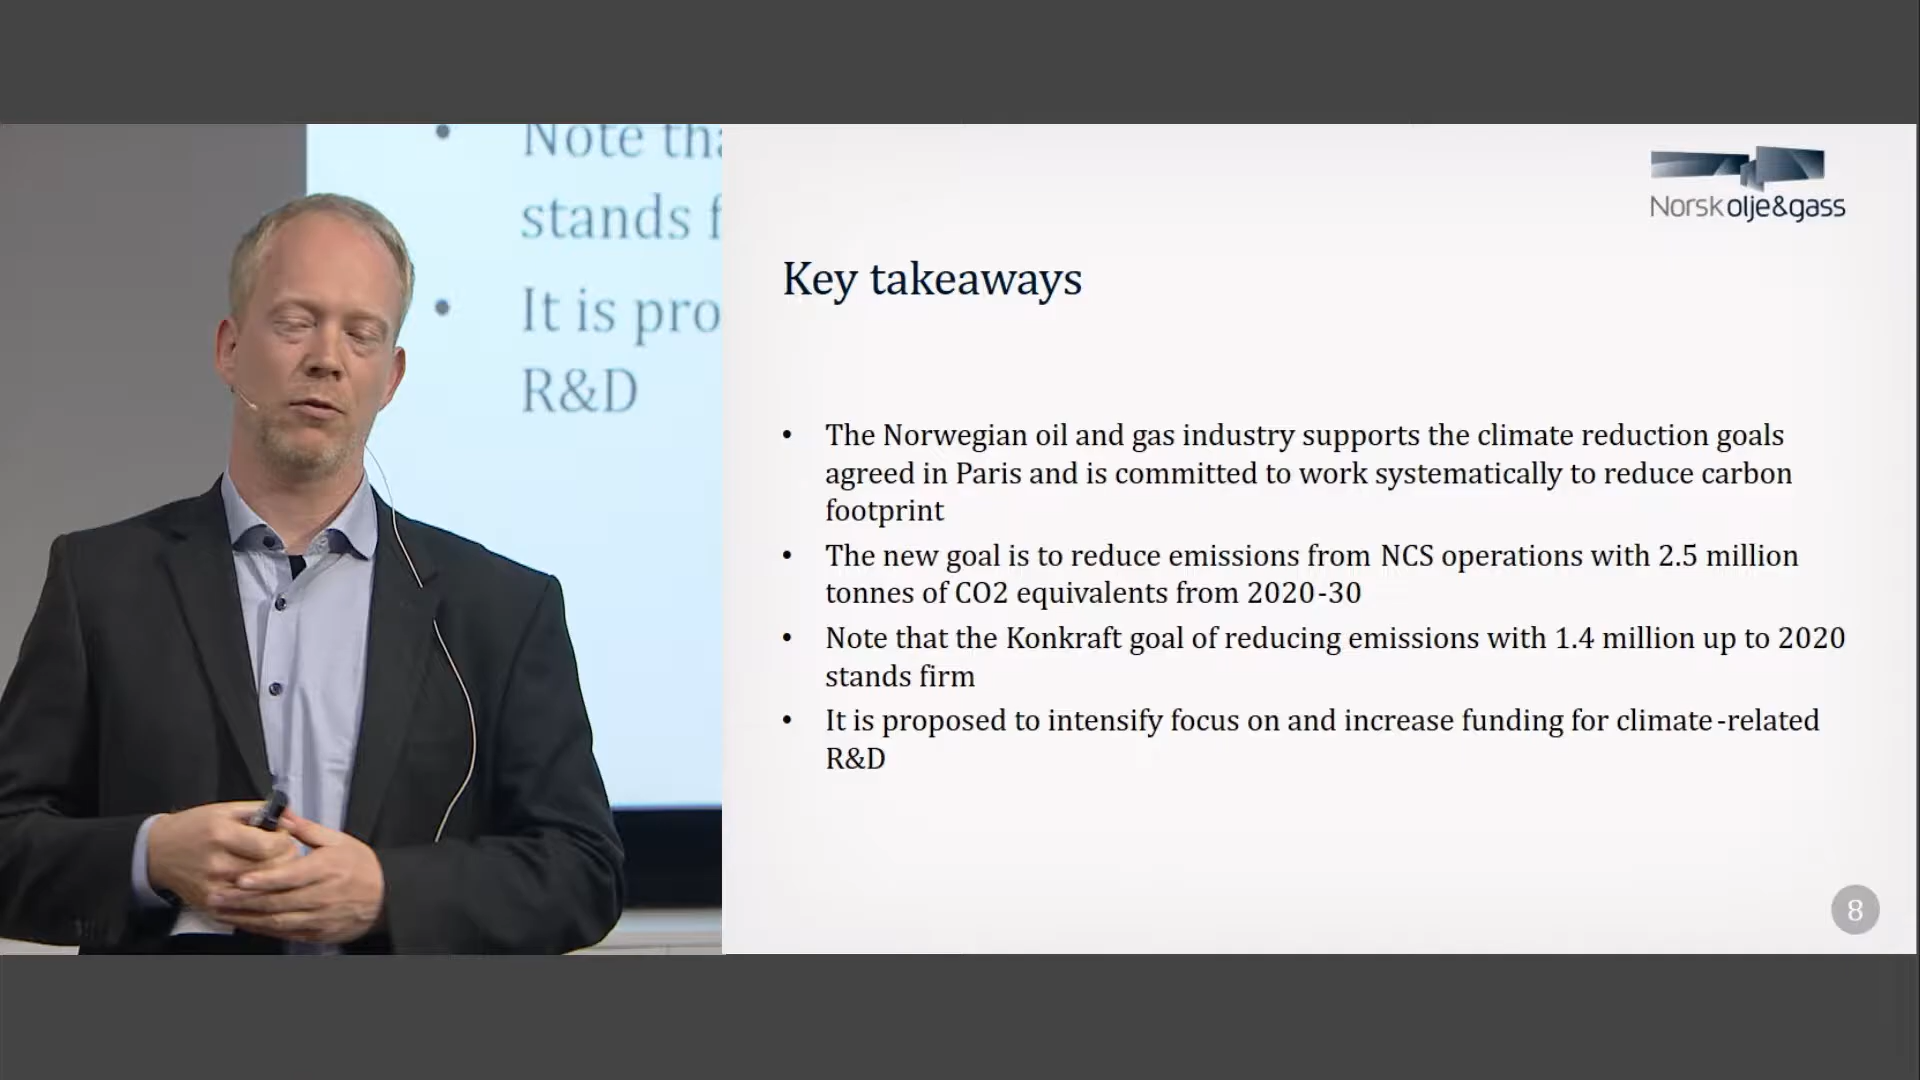 Note tha
stands f
It is pro
R&D
Norskolje&gass
Key takeaways
• The Norwegian oil and gas industry supports the climate reduction goals
agreed in Paris and is committed to work systematically to reduce carbon
footprint
• The new goal is to reduce emissions from NCS operations with 2.5 million
tonnes of CO2 equivalents from 2020-30
• Note that the Konkraft goal of reducing emissions with 1.4 million up to 2020
stands firm
• It is proposed to intensify focus on and increase funding for climate-related
R&D
8